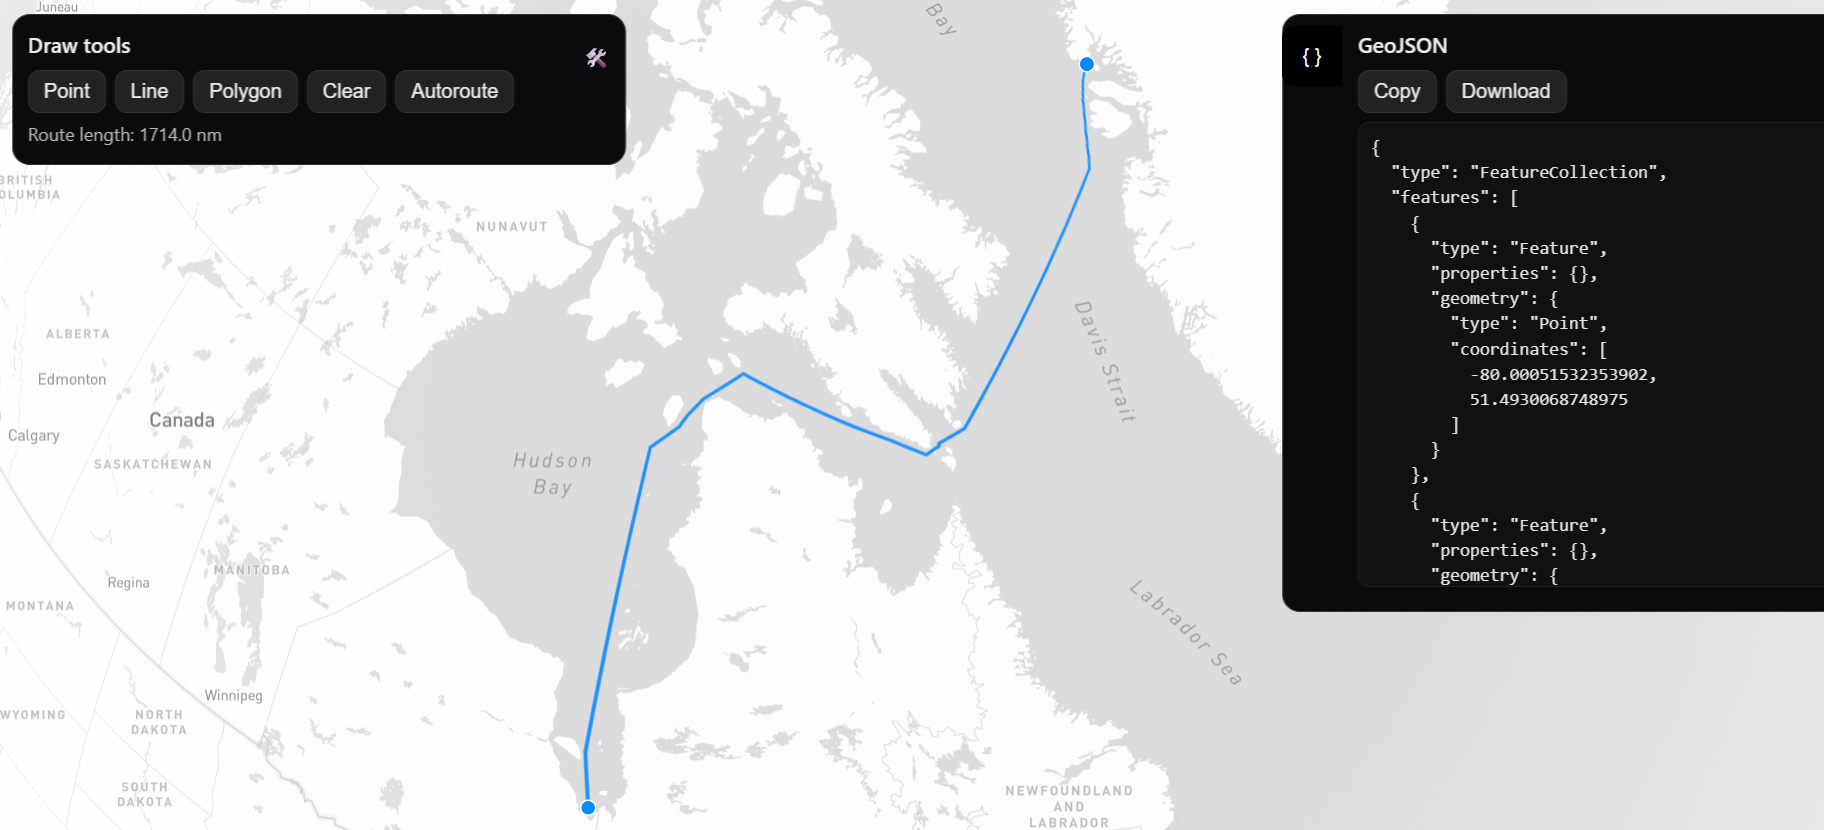 Juneau
Draw tools
Point
Line
Polygon
Clear
Autoroute
Route length: 1714.0 nm
BRITISH
OLUMBIA
NUNAVUT
Bay
ALBERTA
Edmonton
Canada
Calgary
SASKATCHEWAN
Hudson
Bay
Davis Strait
MANITOBA
Regina
MONTANA
Labrador Sea
Winnipeg
WYOMING
NORTH
DAKOTA
SOUTH
DAKOTA
NEWFOUNDLAND
AND
LABRADOR
{}
GeoJSON
Copy
Download
{
"type": "FeatureCollection",
"features": [
{
"type": "Feature",
"properties": {},
"geometry": {
"type": "Point",
"coordinates": [
-80.00051532353902,
51.4930068748975
]
}
},
{
"type": "Feature",
"properties": {},
"geometry": {